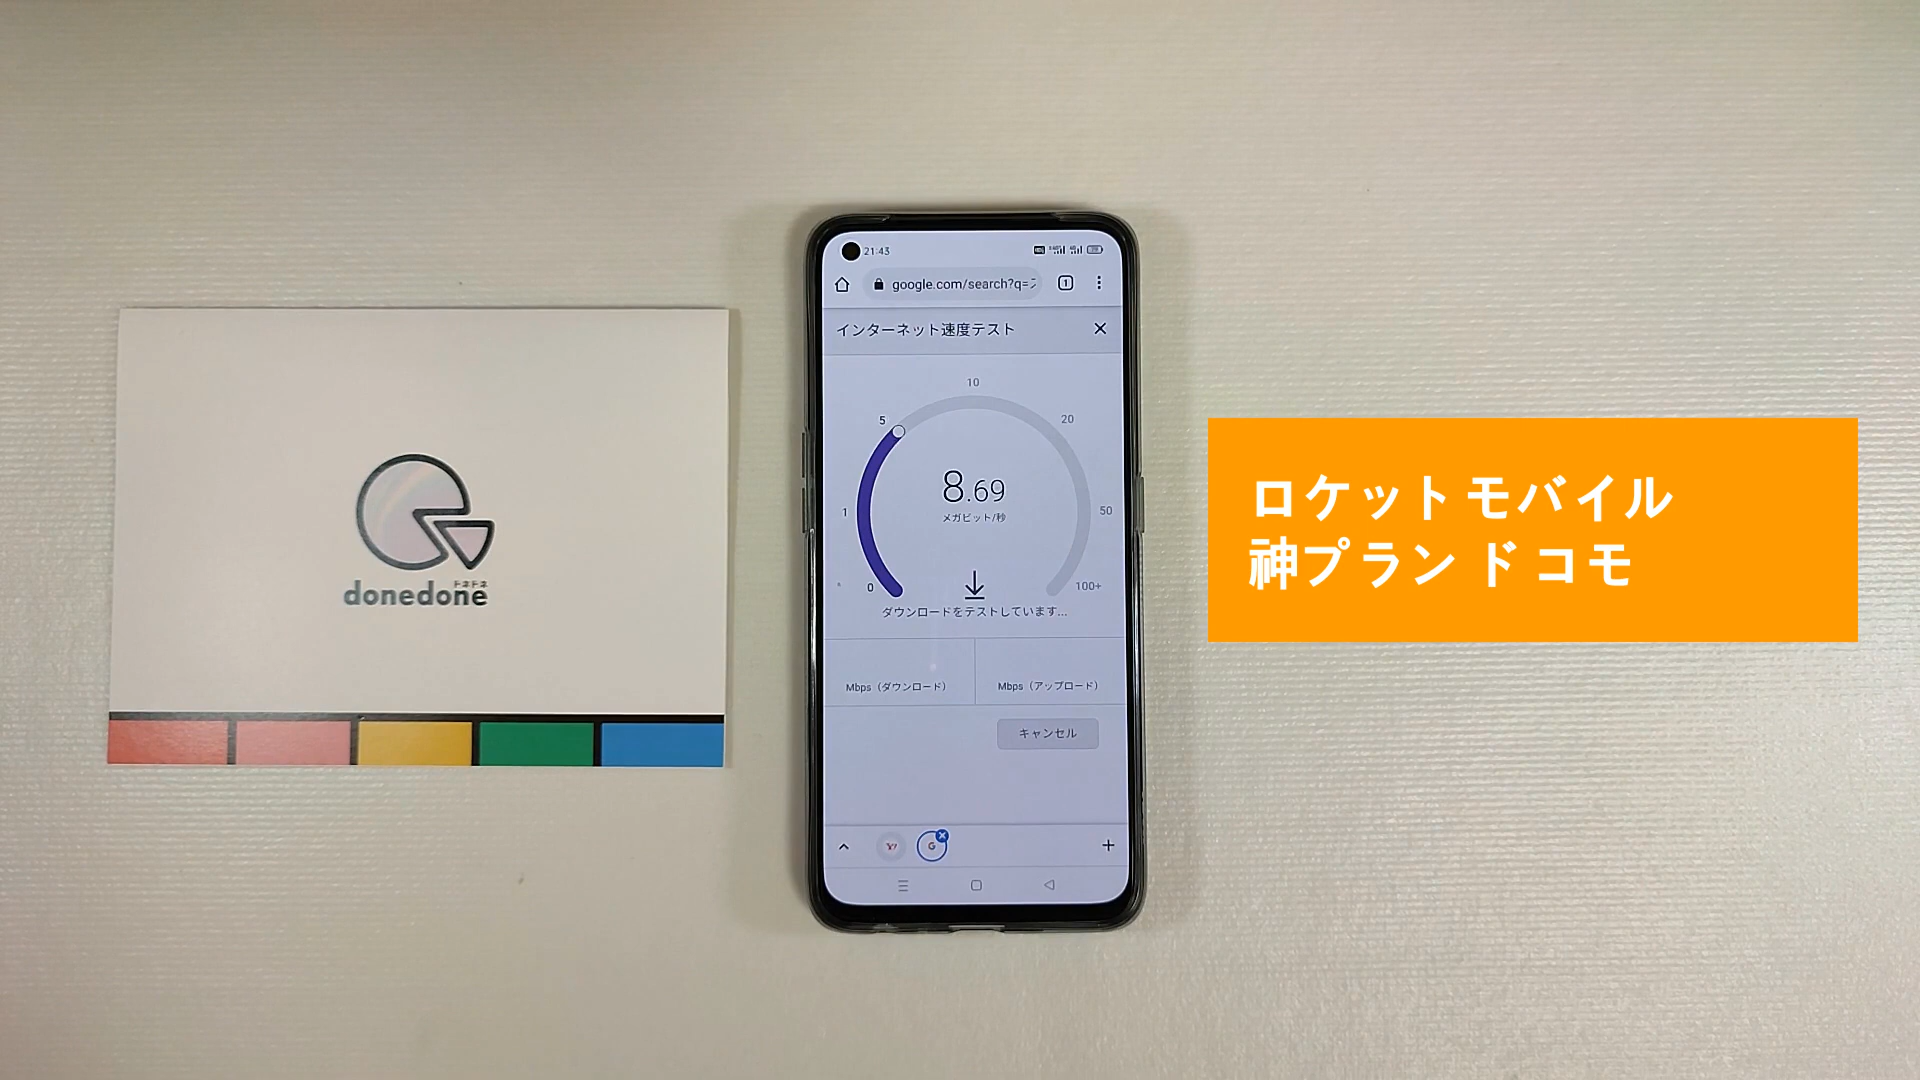 ドネドネ
donedone
21:43
google.com/search?q=
1
インターネット速度テスト
10
5
20
8.69
メガビット/秒
1
50
0
100+
ダウンロードをテストしています...
Mbps（ダウンロード）
Mbps（アップロード）
キャンセル
Y!
G
ロケットモバイル
神プラン ドコモ